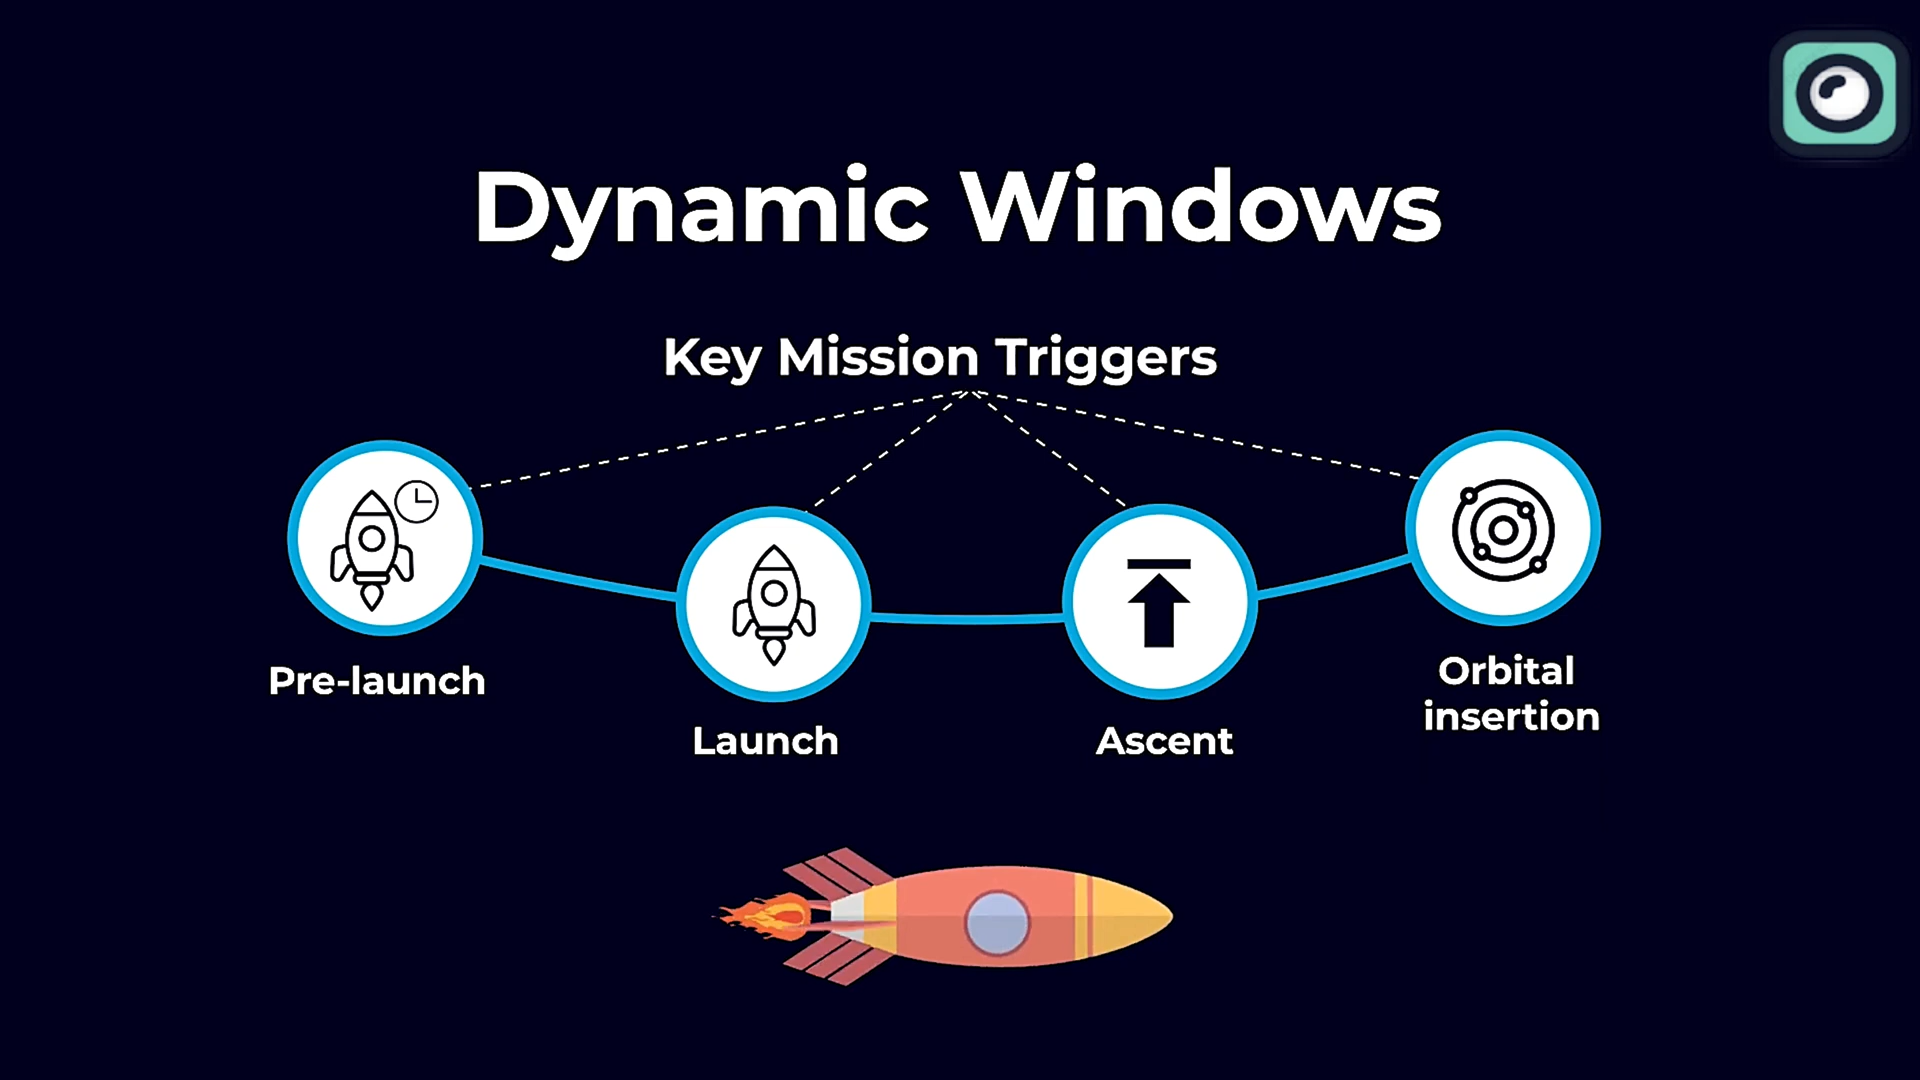 Dynamic Windows
Key Mission Triggers
Pre-launch
Launch
Ascent
Orbital
insertion